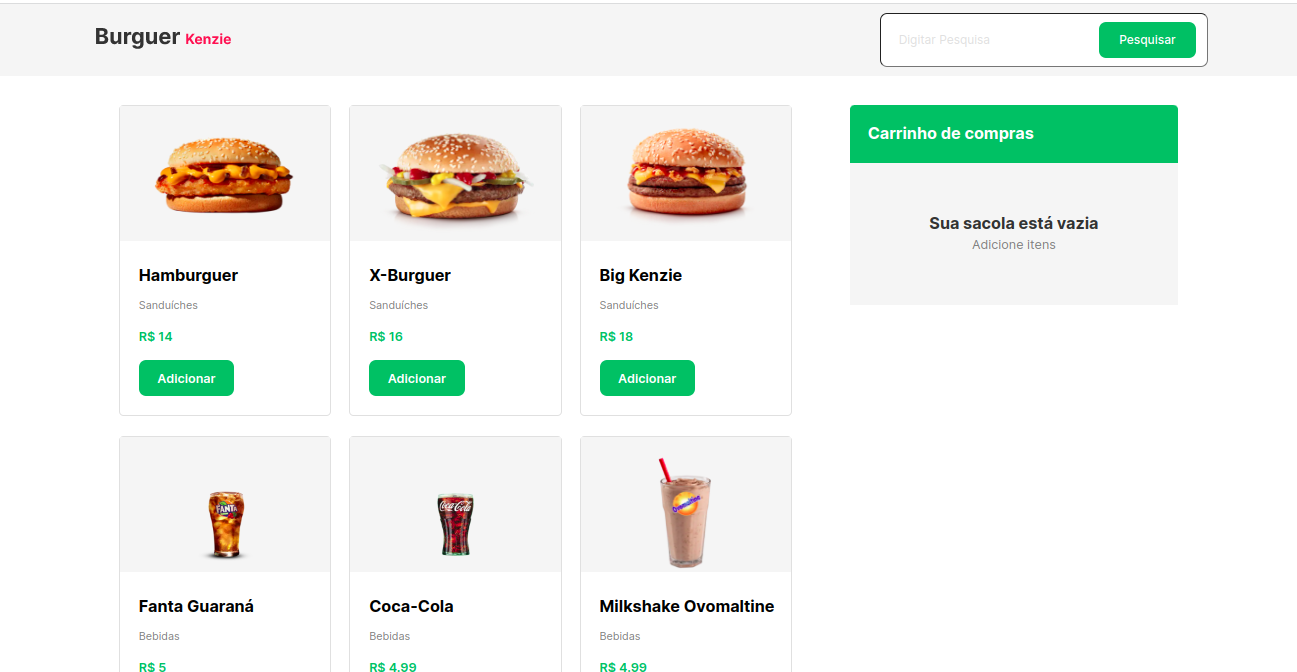 Burguer Kenzie
Digitar Pesquisa
Pesquisar
Hamburguer
Sanduíches
R$ 14
Adicionar
X-Burguer
Sanduíches
R$ 16
Adicionar
Big Kenzie
Sanduíches
R$ 18
Adicionar
FANTA
Fanta Guaraná
Bebidas
R$ 5
Coca-Cola
Coca-Cola
Bebidas
R$ 4.99
Ovomaltine
Milkshake Ovomaltine
Bebidas
R$ 4.99
Carrinho de compras
Sua sacola está vazia
Adicione itens